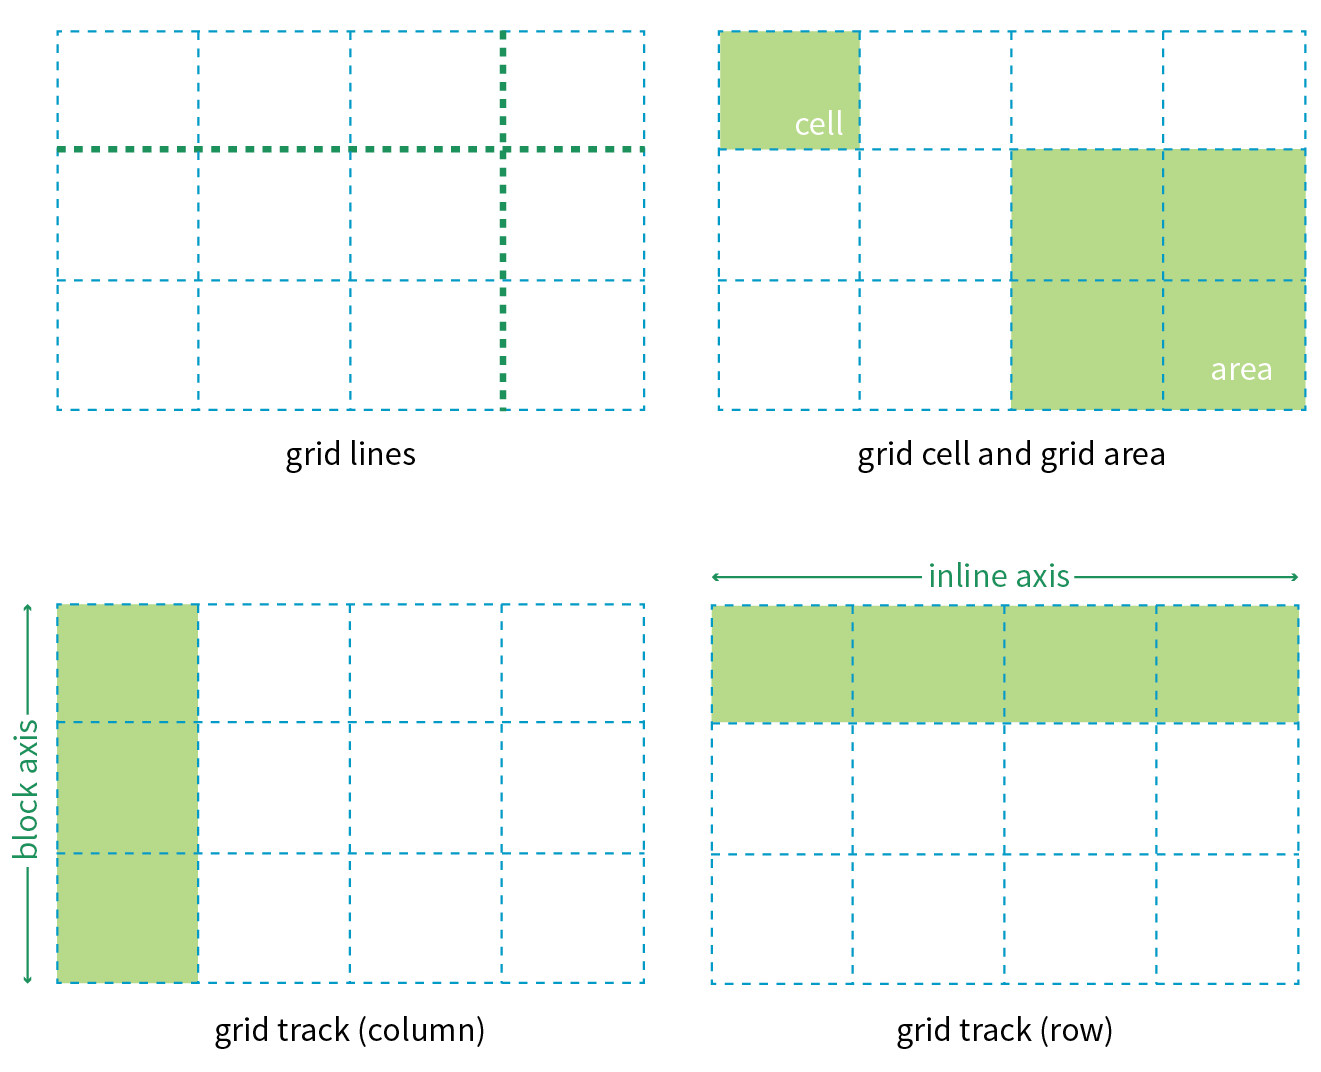 cell
area
grid lines
grid cell and grid area
block axis
inline axis
grid track (column)
grid track (row)